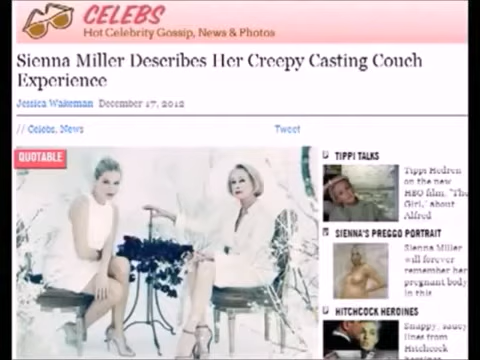 CELEBS
Hot Celebrity Gossip, News & Photos
Sienna Miller Describes Her Creepy Casting Couch
Experience
Jessica Wakeman December 17, 2012
// Celebs, News
Tweet
QUOTABLE
TIPPI TALKS
Tippi Hedren
on the new
HBO film, "The
Girl," about
Alfred
SIENNA'S PREGGO PORTRAIT
Sienna Miller
will forever
remember her
pregnant body
in this
HITCHCOCK HEROINES
Snappy, saucy
lines from
Hitchcock
heroines